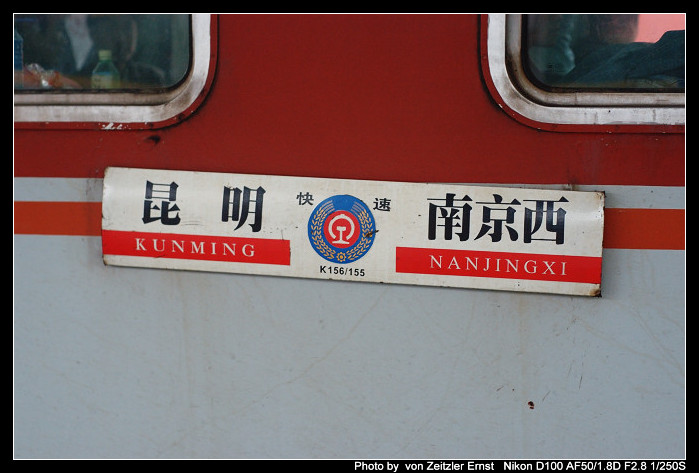 昆明
KUNMING
快速
K156/155
南京西
NANJINGXI
Photo by von Zeitzler Ernst Nikon D100 AF50/1.8D F2.8 1/250S